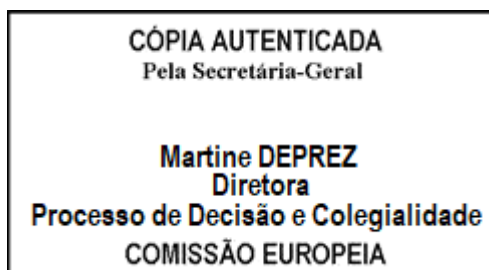 CÓPIA AUTENTICADA
Pela Secretária-Geral
Martine DEPREZ
Diretora
Processo de Decisão e Colegialidade
COMISSÃO EUROPEIA